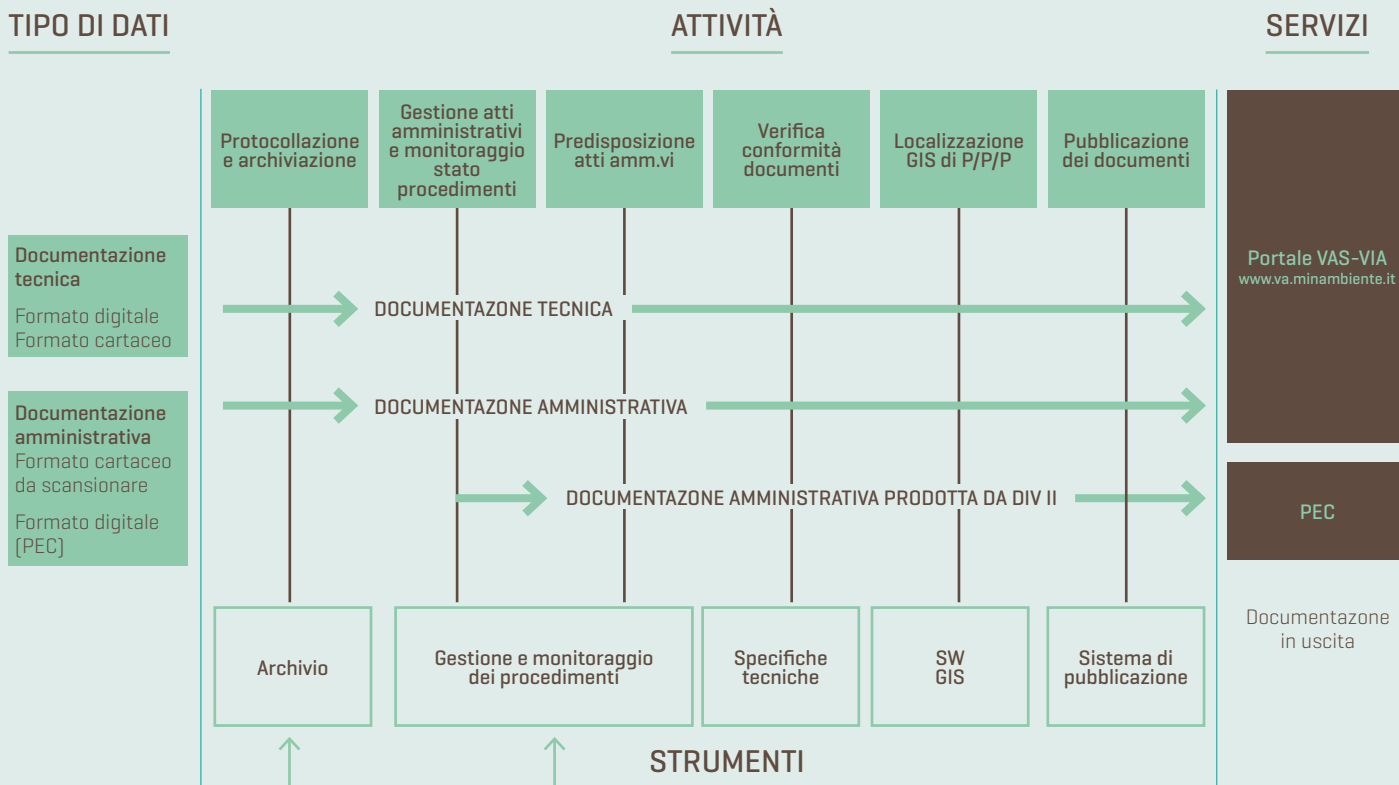 TIPO DI DATI
ATTIVITÀ
SERVIZI
Protocollazione
e archiviazione
Gestione atti
amministrativi
e monitoraggio
stato
procedimenti
Predisposizione
atti amm.vi
Verifica
conformità
documenti
Localizzazione
GIS di P/P/P
Pubblicazione
dei documenti
Documentazione
tecnica
Formato digitale
Formato cartaceo
DOCUMENTAZONE TECNICA
Portale VAS-VIA
www.va.minambiente.it
Documentazione
amministrativa
Formato cartaceo
da scansionare
Formato digitale
(PEC)
DOCUMENTAZONE AMMINISTRATIVA
DOCUMENTAZONE AMMINISTRATIVA PRODOTTA DA DIV II
PEC
Documentazone
in uscita
Archivio
Gestione e monitoraggio
dei procedimenti
Specifiche
tecniche
SW
GIS
Sistema di
pubblicazione
STRUMENTI